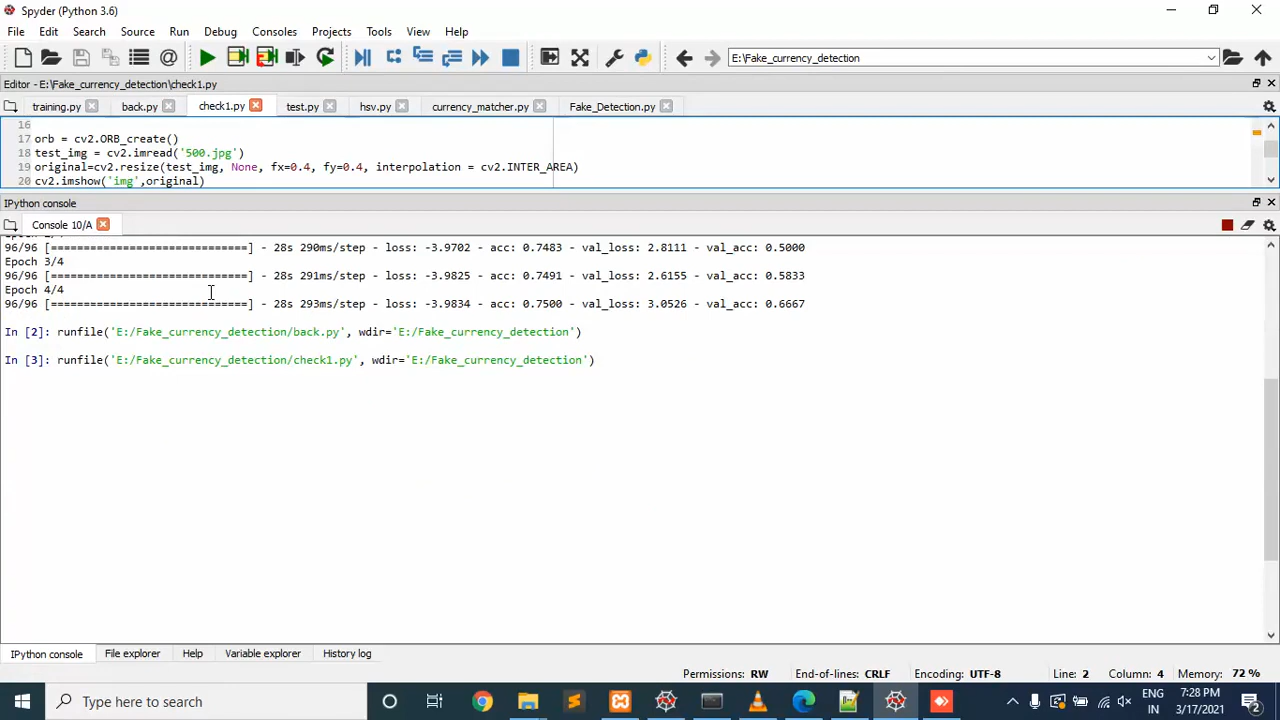 Spyder (Python 3.6)
File Edit Search Source Run Debug Consoles Projects Tools View Help
E:\Fake_currency_detection
Editor - E:\Fake_currency_detection\check1.py
training.py back.py check1.py test.py hsv.py currency_matcher.py Fake_Detection.py
16
17 orb = cv2.ORB_create()
18 test_img = cv2.imread('500.jpg')
19 original=cv2.resize(test_img, None, fx=0.4, fy=0.4, interpolation = cv2.INTER_AREA)
20 cv2.imshow('img',original)
IPython console
Console 10/A
96/96 [==============================] - 28s 290ms/step - loss: -3.9702 - acc: 0.7483 - val_loss: 2.8111 - val_acc: 0.5000
Epoch 3/4
96/96 [==============================] - 28s 291ms/step - loss: -3.9825 - acc: 0.7491 - val_loss: 2.6155 - val_acc: 0.5833
Epoch 4/4
96/96 [==============================] - 28s 293ms/step - loss: -3.9834 - acc: 0.7500 - val_loss: 3.0526 - val_acc: 0.6667
In [2]: runfile('E:/Fake_currency_detection/back.py', wdir='E:/Fake_currency_detection')
In [3]: runfile('E:/Fake_currency_detection/check1.py', wdir='E:/Fake_currency_detection')
IPython console File explorer Help Variable explorer History log
Permissions: RW End-of-lines: CRLF Encoding: UTF-8 Line: 2 Column: 4 Memory: 72 %
Type here to search
ENG
IN
7:28 PM
3/17/2021
2